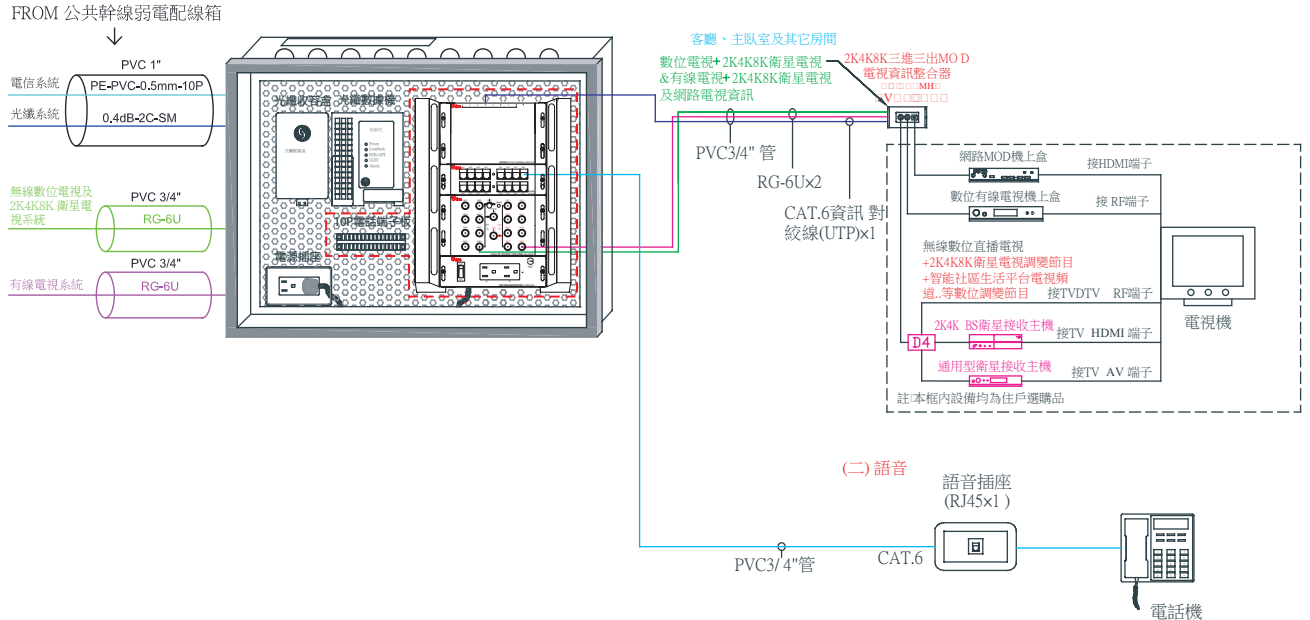 FROM 公共幹線弱電配線箱
PVC 1"
電信系統
PE-PVC-0.5mm-10P
光纖系統
0.4dB-2C-SM
無線數位電視及
2K4K8K 衛星電
視系統
PVC 3/4"
RG-6U
PVC 3/4"
有線電視系統
RG-6U
光纖收容盒
光纖數據機
10P電話端子板
電源插座
客廳、主臥室及其它房間
數位電視+2K4K8K衛星電視
&有線電視+2K4K8K衛星電視
及網路電視資訊
2K4K8K三進三出MO D
電視資訊整合器
PVC3/4" 管
RG-6U×2
CAT.6資訊 對
絞線(UTP)×1
網路MOD機上盒
接HDMI端子
數位有線電視機上盒
接 RF端子
無線數位直播電視
+2K4K8K衛星電視調變節目
+智能社區生活平台電視頻
道..等數位調變節目
接TVDTV RF端子
2K4K BS衛星接收主機
接TV HDMI 端子
D4
通用型衛星接收主機
接TV AV 端子
電視機
註:本框內設備均為住戶選購品
(二) 語音
語音插座
(RJ45×1 )
PVC3/4"管
CAT.6
電話機